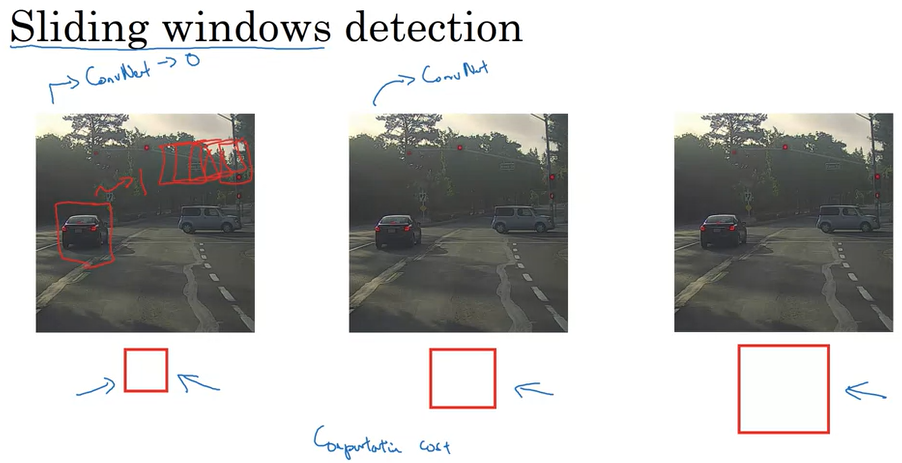 Sliding windows detection
→ ConvNet → 0
→ ConvNet
→ 1
Computation cost